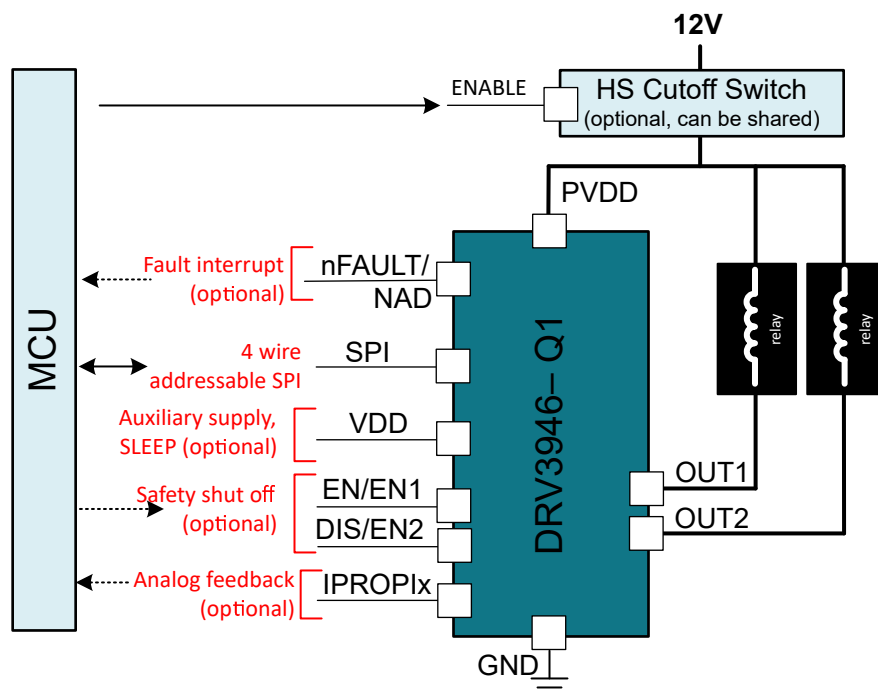 12V
HS Cutoff Switch
(optional, can be shared)
ENABLE
PVDD
MCU
Fault interrupt
(optional)
nFAULT/
NAD
4 wire
addressable SPI
SPI
Auxiliary supply,
SLEEP (optional)
VDD
Safety shut off
(optional)
EN/EN1
DIS/EN2
Analog feedback
(optional)
IPROPIx
DRV3946– Q1
relay
relay
OUT1
OUT2
GND